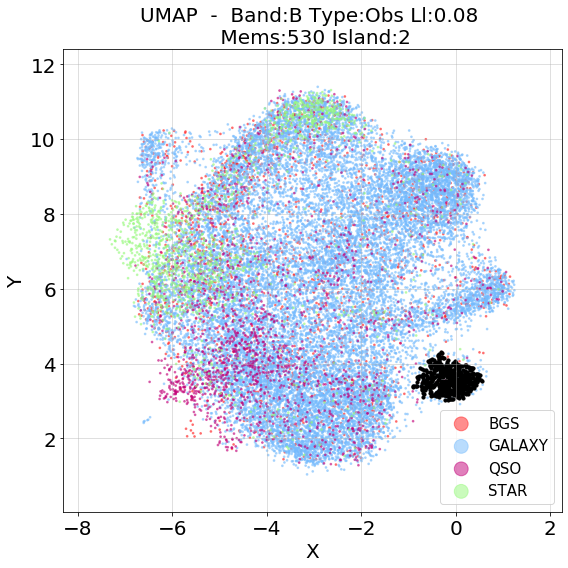 UMAP  -  Band:B Type:Obs Ll:0.08
Mems:530 Island:2
12
10
8
6
4
2
Y
−8 −6 −4 −2 0 2
X
BGS
GALAXY
QSO
STAR